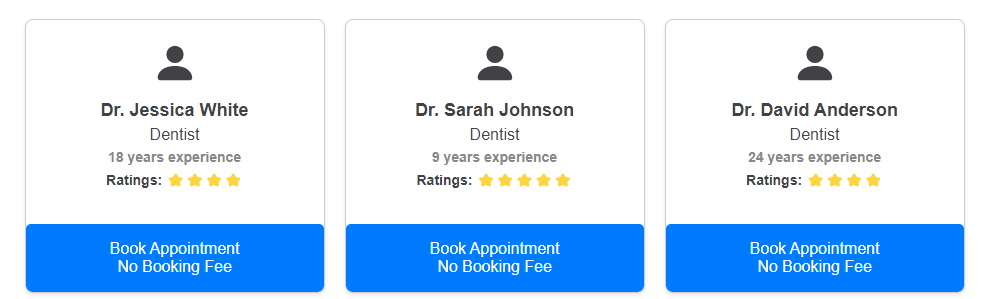 Dr. Jessica White
Dentist
18 years experience
Ratings:
Book Appointment
No Booking Fee
Dr. Sarah Johnson
Dentist
9 years experience
Ratings:
Book Appointment
No Booking Fee
Dr. David Anderson
Dentist
24 years experience
Ratings:
Book Appointment
No Booking Fee